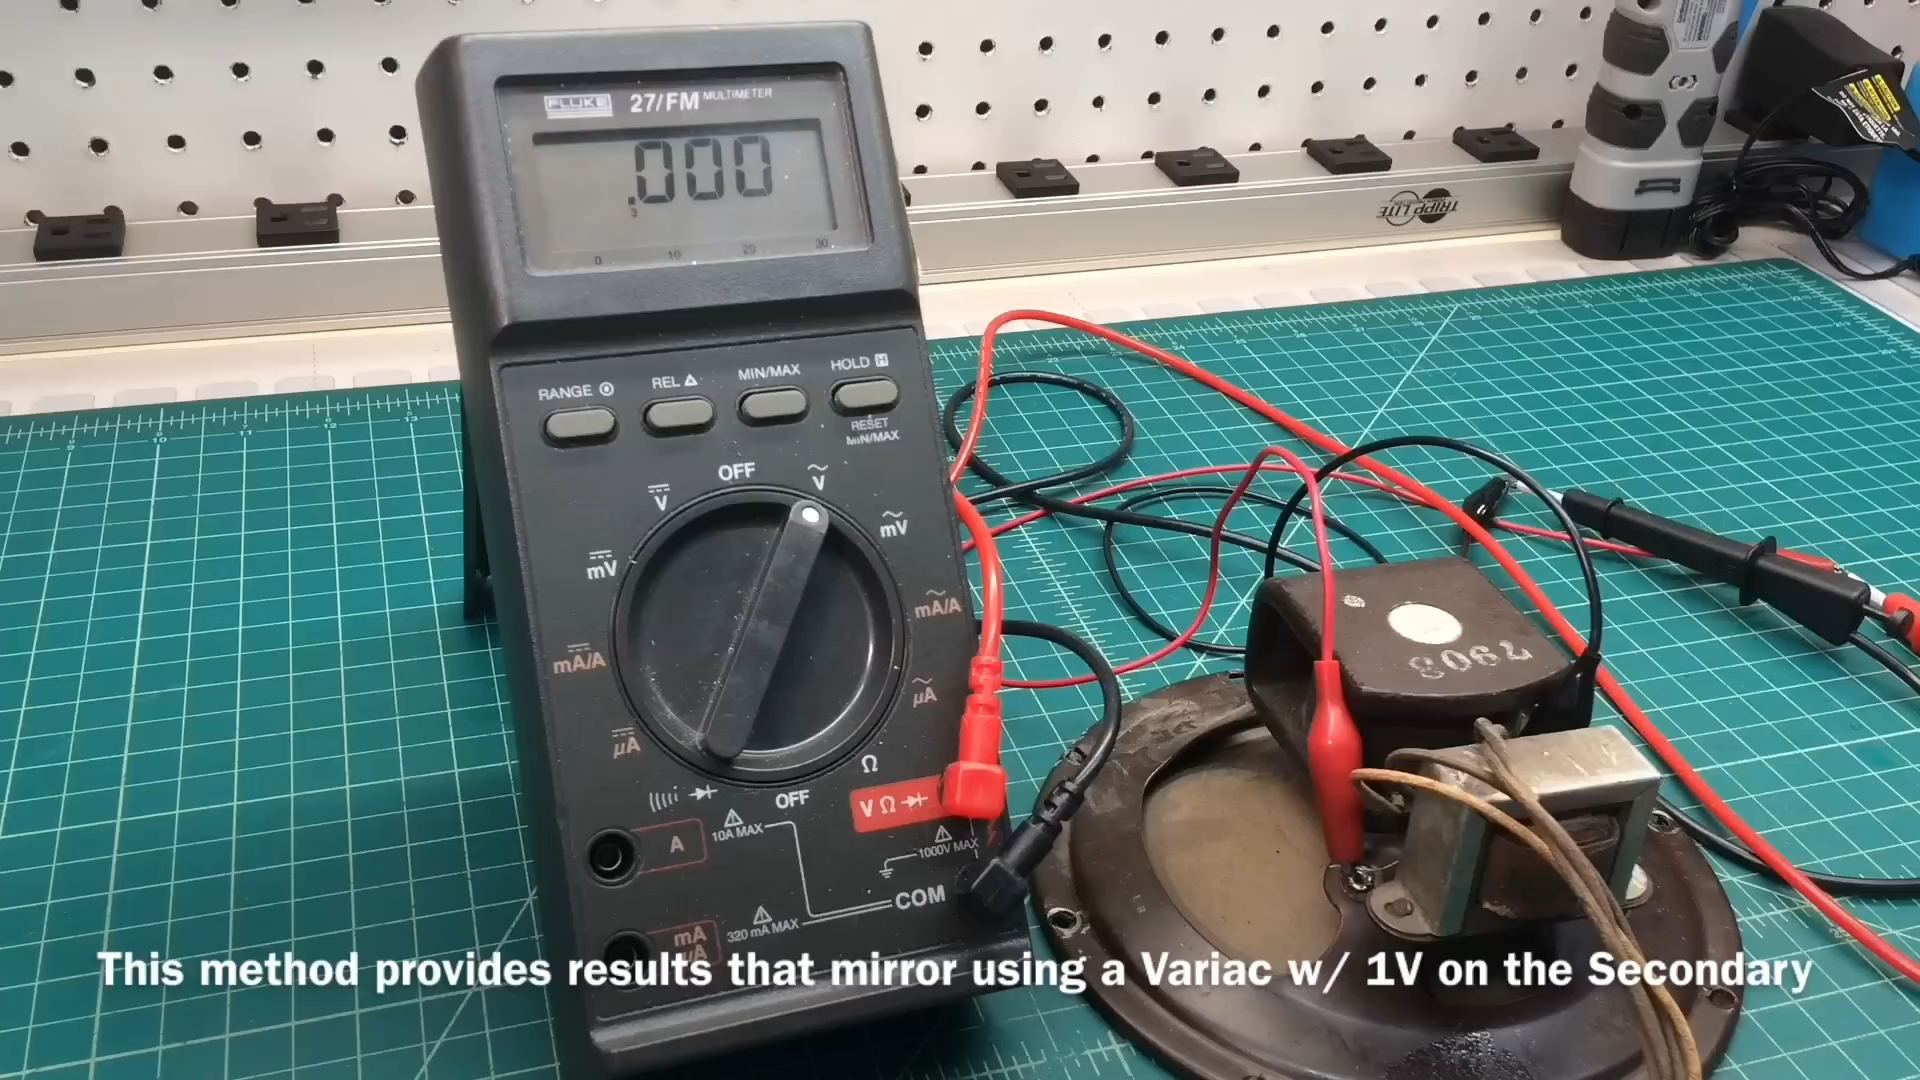 FLUKE 27/FM MULTIMETER
.000
3
0 10 20 30
TRIPP LITE
RANGE
REL Δ
MIN/MAX
HOLD H
RESET
MIN/MAX
OFF
V
V
mV
mV
mA/A
mA/A
μA
μA
Ω
OFF
V Ω
A
10A MAX
1000V MAX
COM
320 mA MAX
mA
7908
This method provides results that mirror using a Variac w/ 1V on the Secondary